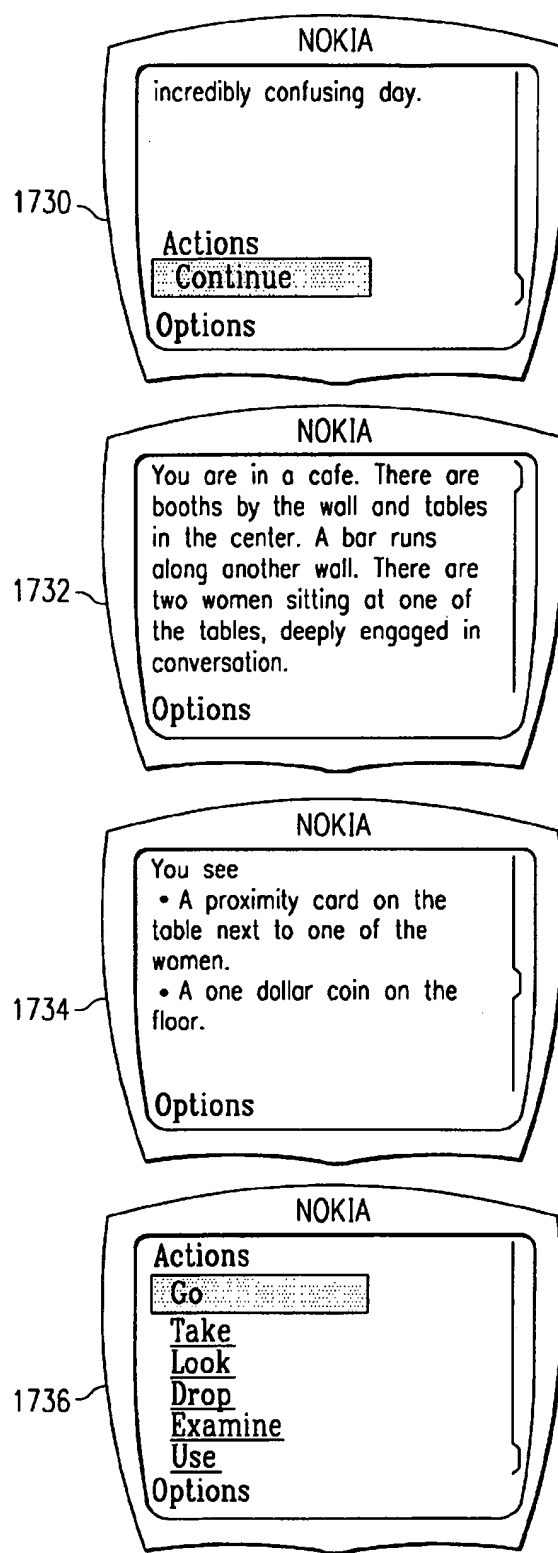 NOKIA
incredibly confusing day.
1730
Actions
Continue
Options
NOKIA
You are in a cafe. There are
booths by the wall and tables
in the center. A bar runs
along another wall. There are
two women sitting at one of
the tables, deeply engaged in
conversation.
1732
Options
NOKIA
You see
• A proximity card on the
table next to one of the
women.
• A one dollar coin on the
floor.
1734
Options
NOKIA
Actions
Go
Take
Look
Drop
Examine
Use
1736
Options